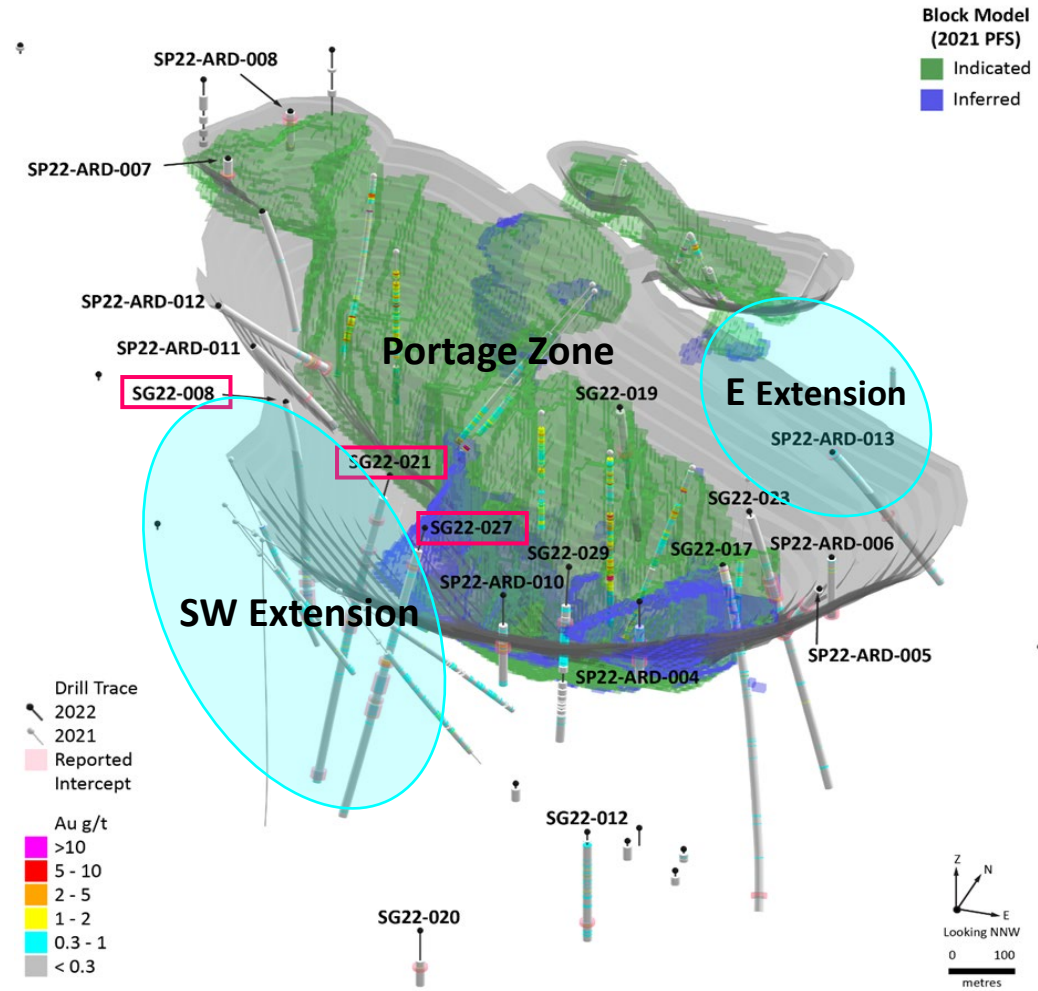 Block Model
(2021 PFS)
Indicated
Inferred
SP22-ARD-008
SP22-ARD-007
SP22-ARD-012
SP22-ARD-011
Portage Zone
E Extension
SG22-008
SG22-019
SP22-ARD-013
SG22-021
SG22-023
SG22-027
SG22-029
SG22-017
SP22-ARD-006
SP22-ARD-010
SW Extension
SP22-ARD-005
SP22-ARD-004
Drill Trace
2022
2021
Reported
Intercept
SG22-012
Au g/t
>10
5 - 10
2 - 5
1 - 2
0.3 - 1
< 0.3
SG22-020
Z
N
E
Looking NNW
0 100
metres